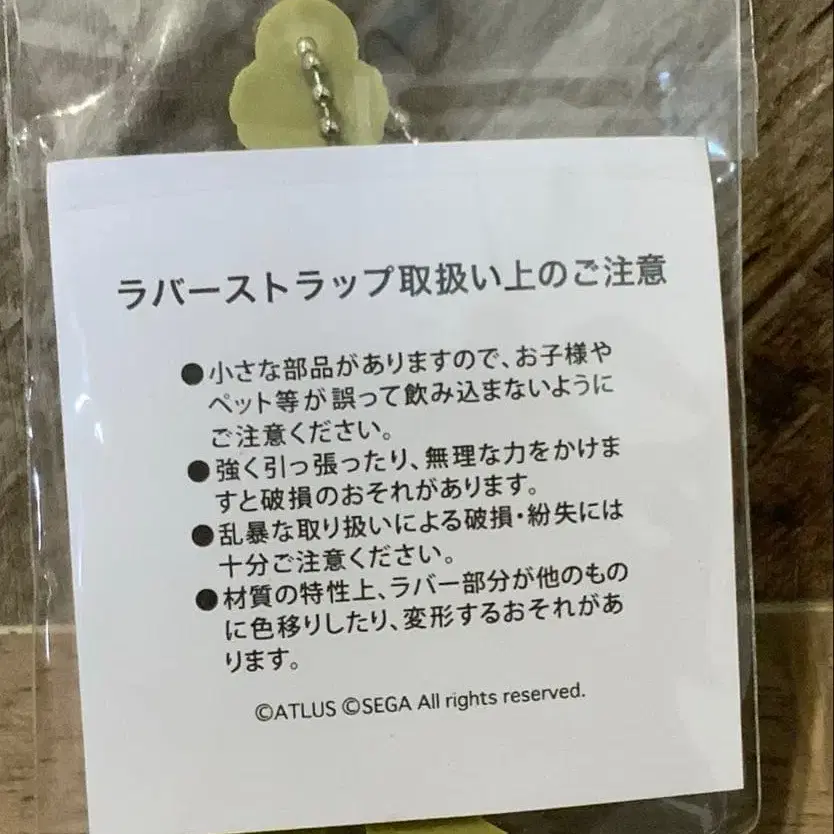 ラバーストラップ取扱い上のご注意
●小さな部品がありますので、お子様や
ペット等が誤って飲み込まないように
ご注意ください。
●強く引っ張ったり、無理な力をかけま
すと破損のおそれがあります。
●乱暴な取り扱いによる破損・紛失には
十分ご注意ください。
●材質の特性上、ラバー部分が他のもの
に色移りしたり、変形するおそれがあ
ります。
©ATLUS ©SEGA All rights reserved.